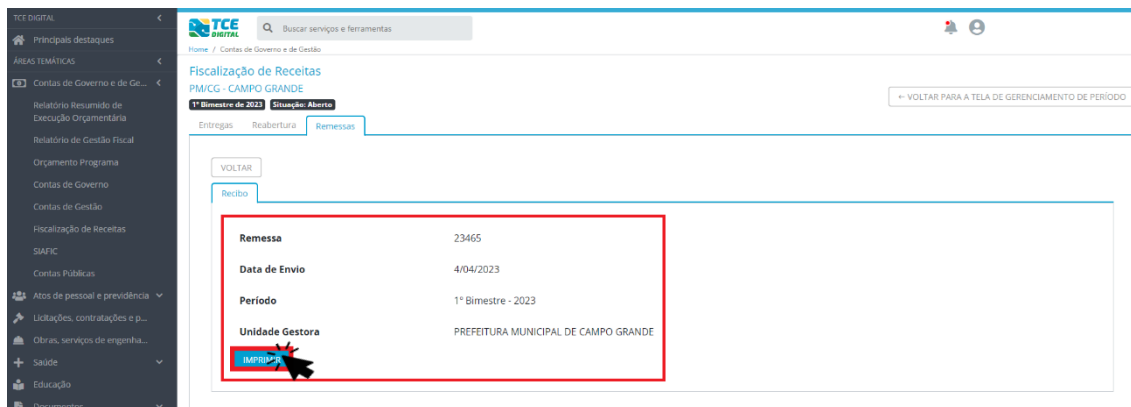 TCE DIGITAL
Principais destaques
ÁREAS TEMÁTICAS
Contas de Governo e de Ge...
Relatório Resumido de
Execução Orçamentária
Relatório de Gestão Fiscal
Orçamento Programa
Contas de Governo
Contas de Gestão
Fiscalização de Receitas
SIAFIC
Contas Públicas
Atos de pessoal e previdência
Licitações, contratações e p...
Obras, serviços de engenha...
Saúde
Educação
Documentos
TCE
DIGITAL
Buscar serviços e ferramentas
Home / Contas de Governo e de Gestão
Fiscalização de Receitas
PM/CG - CAMPO GRANDE
1° Bimestre de 2023 Situação: Aberto
← VOLTAR PARA A TELA DE GERENCIAMENTO DE PERÍODO
Entregas Reabertura Remessas
VOLTAR
Recibo
Remessa 23465
Data de Envio 4/04/2023
Período 1° Bimestre - 2023
Unidade Gestora PREFEITURA MUNICIPAL DE CAMPO GRANDE
IMPRIMIR